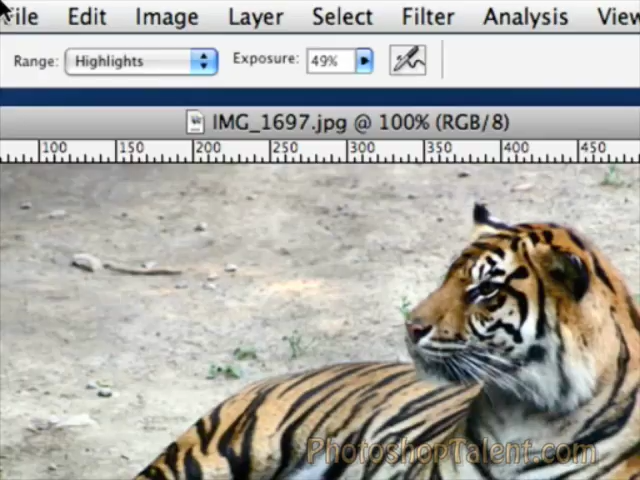 File Edit Image Layer Select Filter Analysis View
Range: Highlights Exposure: 49%
IMG_1697.jpg @ 100% (RGB/8)
100 150 200 250 300 350 400 450
PhotoshopTalent.com